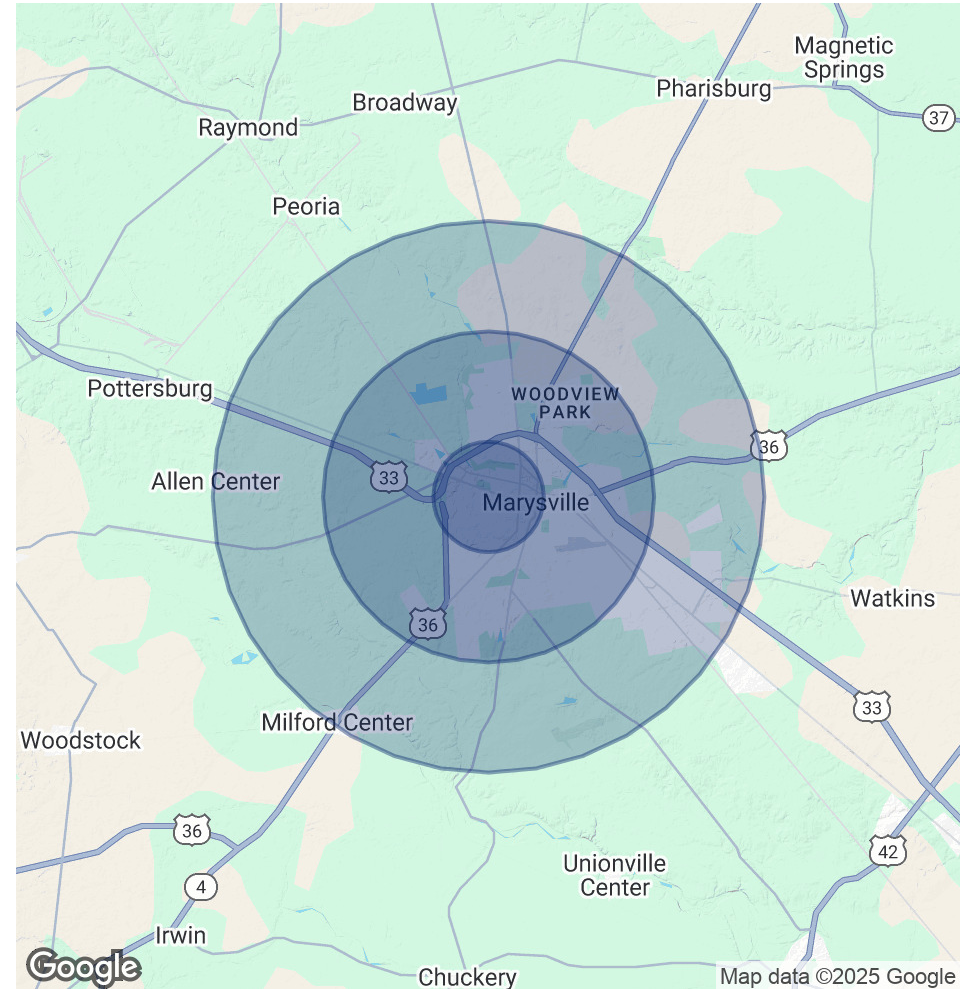 Magnetic
Springs
Pharisburg
Broadway
37
Raymond
Peoria
Pottersburg
WOODVIEW
PARK
36
33
Allen Center
Marysville
Watkins
36
33
Milford Center
Woodstock
36
42
Unionville
Center
4
Irwin
Google
Chuckery
Map data ©2025 Google